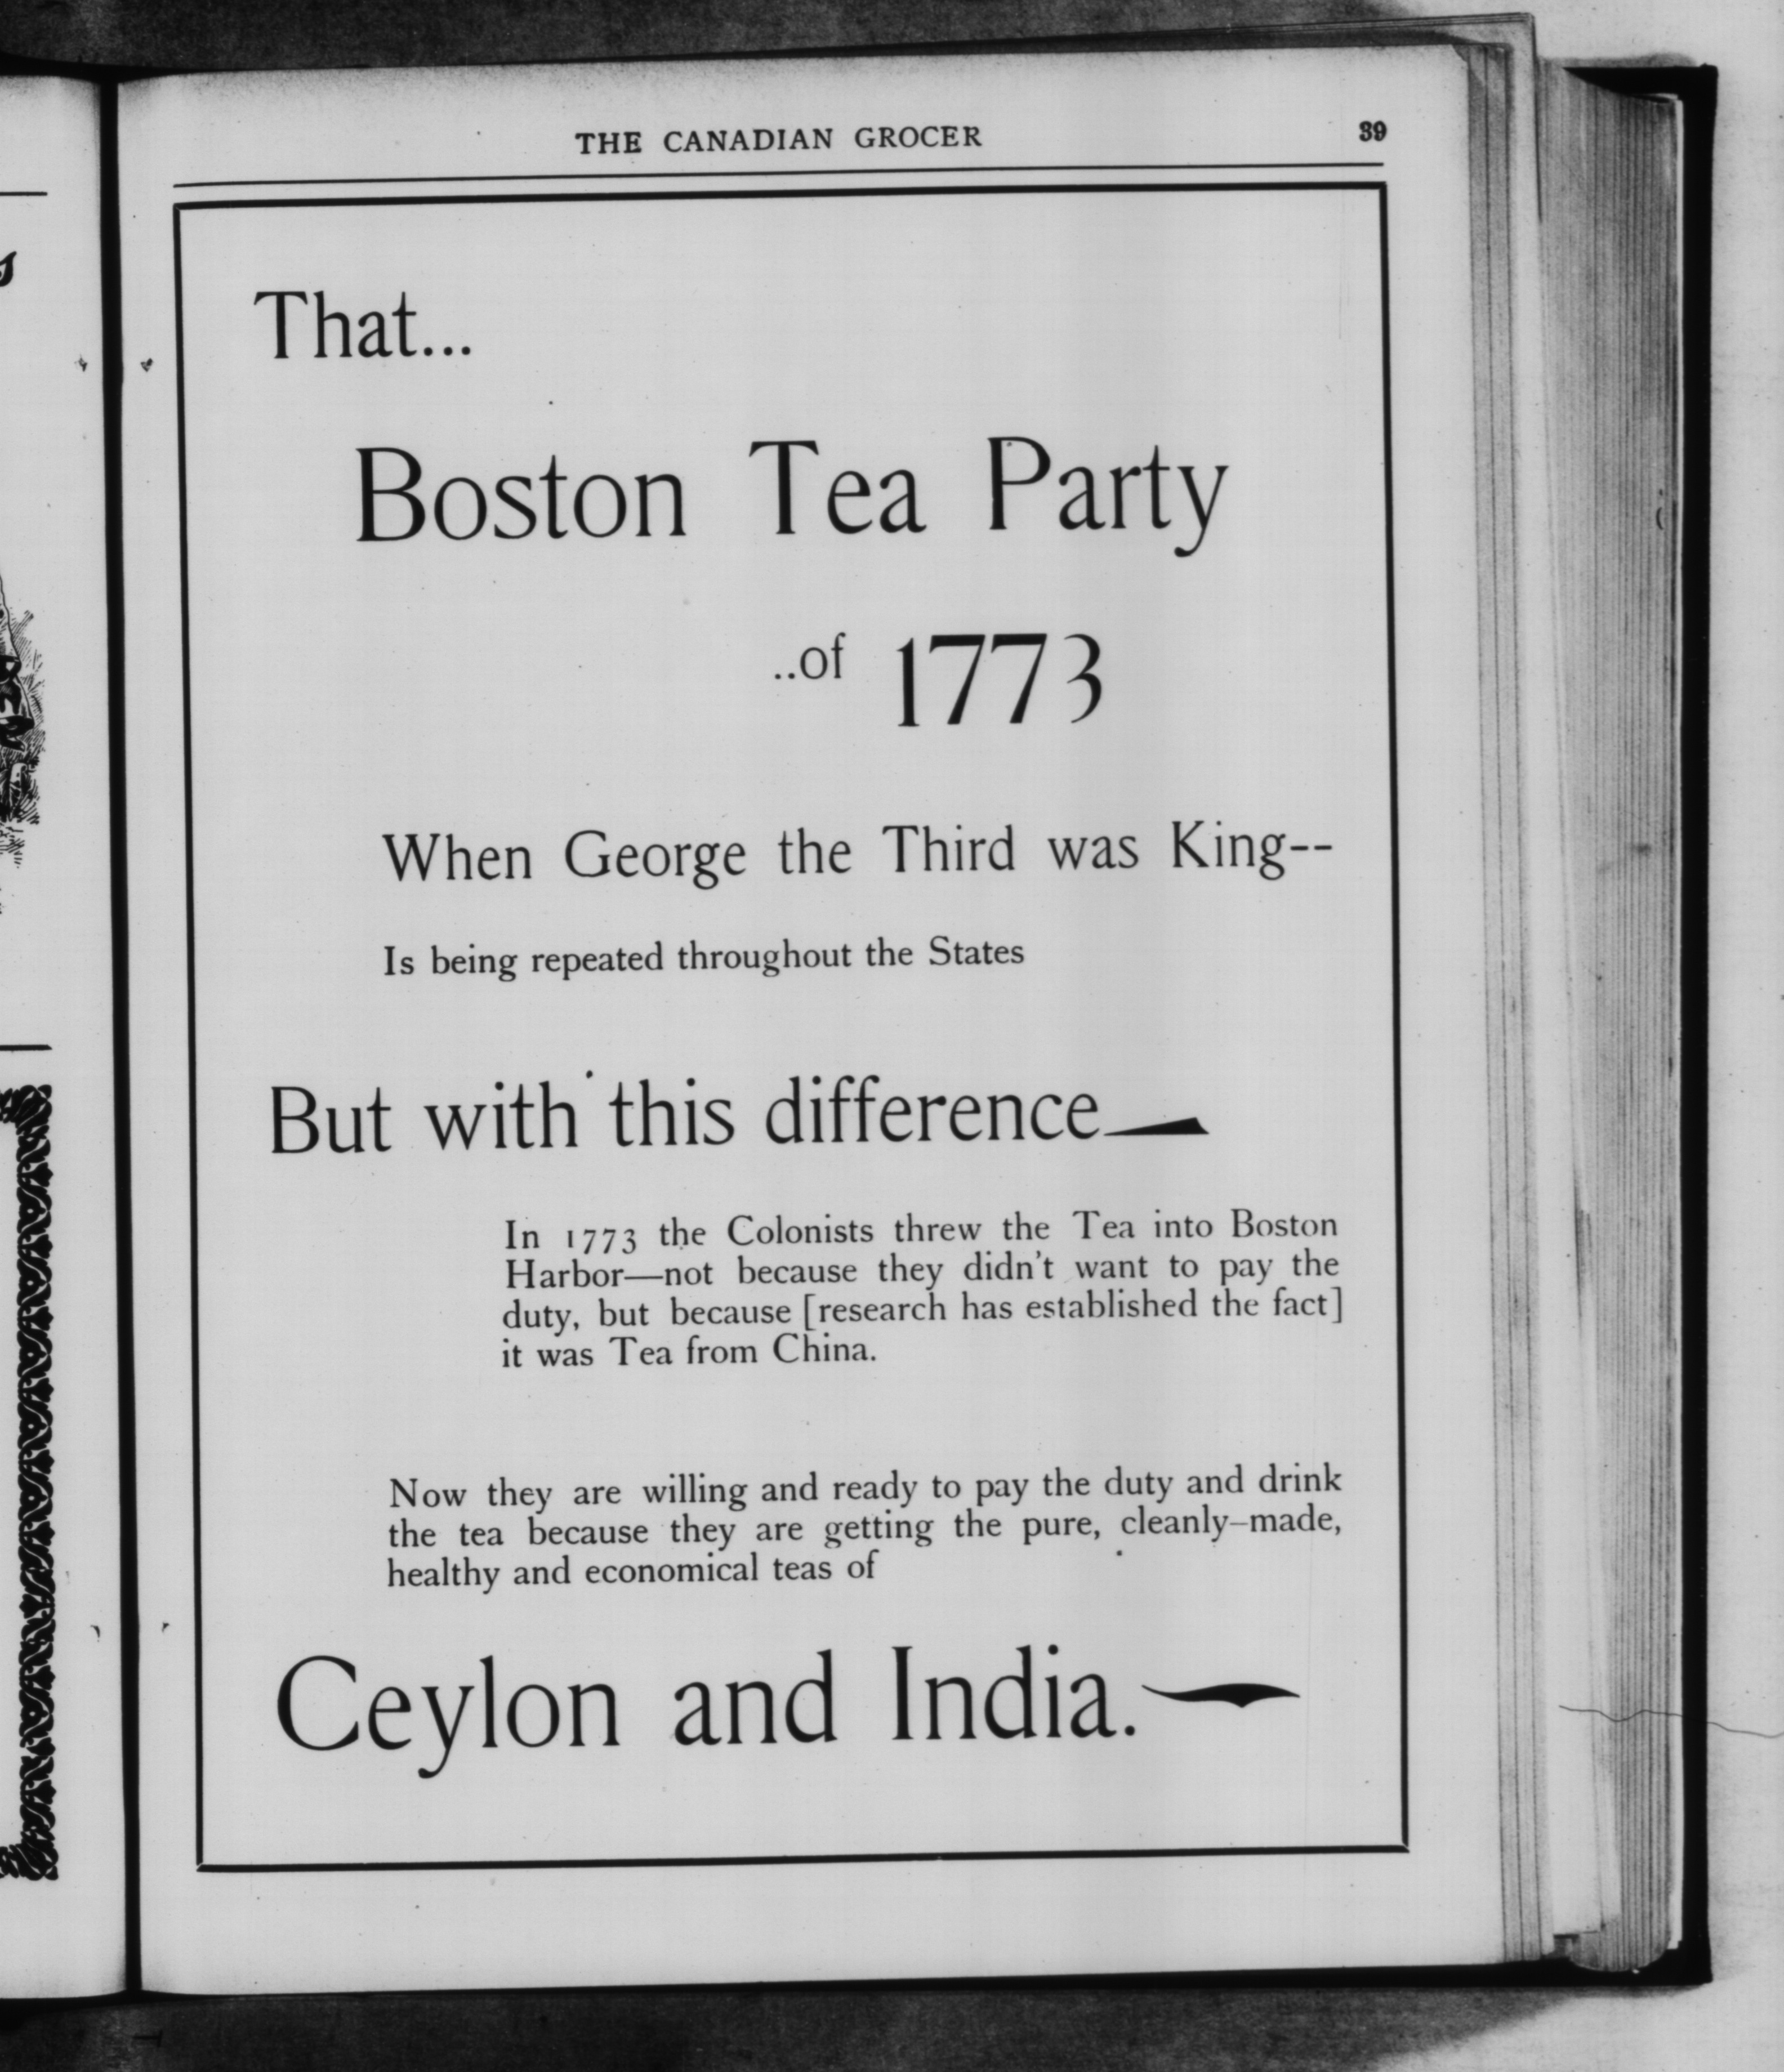 THE CANADIAN GROCER 39
That...
Boston Tea Party
..of 1773
When George the Third was King--
Is being repeated throughout the States
But with this difference
In 1773 the Colonists threw the Tea into Boston
Harbor—not because they didn't want to pay the
duty, but because [research has established the fact]
it was Tea from China.
Now they are willing and ready to pay the duty and drink
the tea because they are getting the pure, cleanly-made,
healthy and economical teas of
Ceylon and India.